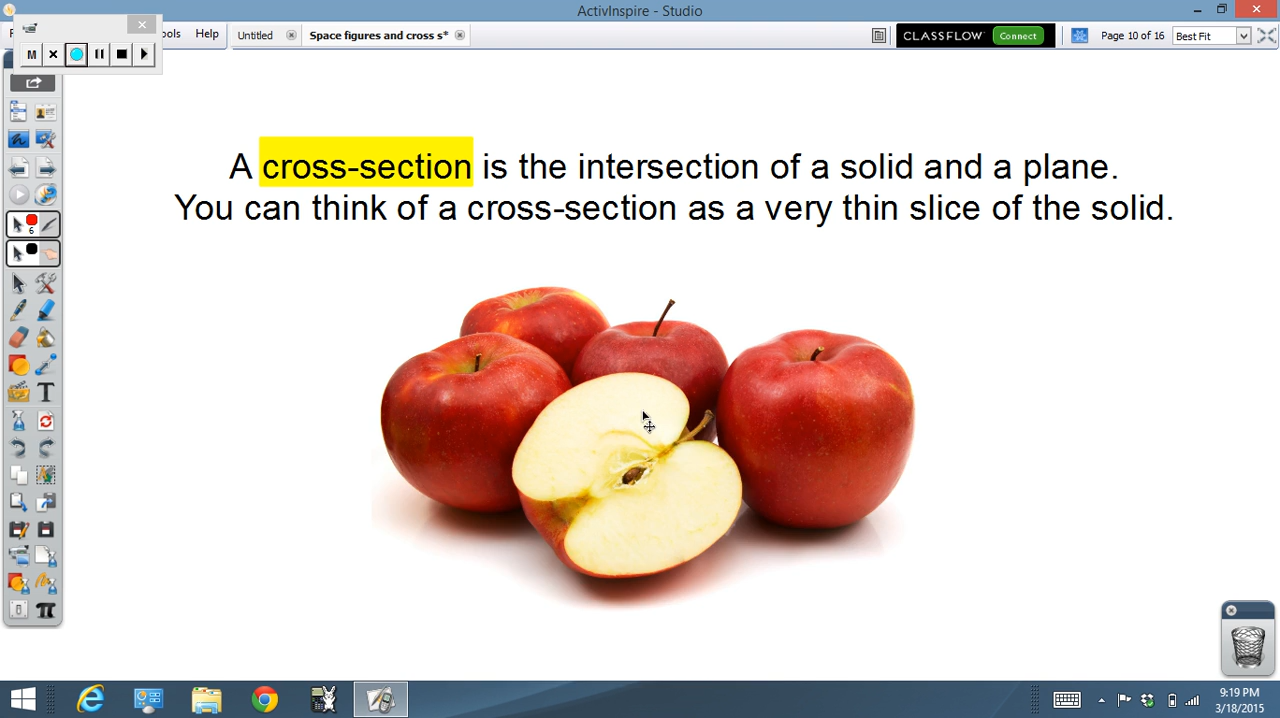 ActivInspire - Studio
ools Help Untitled Space figures and cross s* CLASSFLOW Connect Page 10 of 16 Best Fit
M
6
T
A cross-section is the intersection of a solid and a plane.
You can think of a cross-section as a very thin slice of the solid.
9:19 PM
3/18/2015